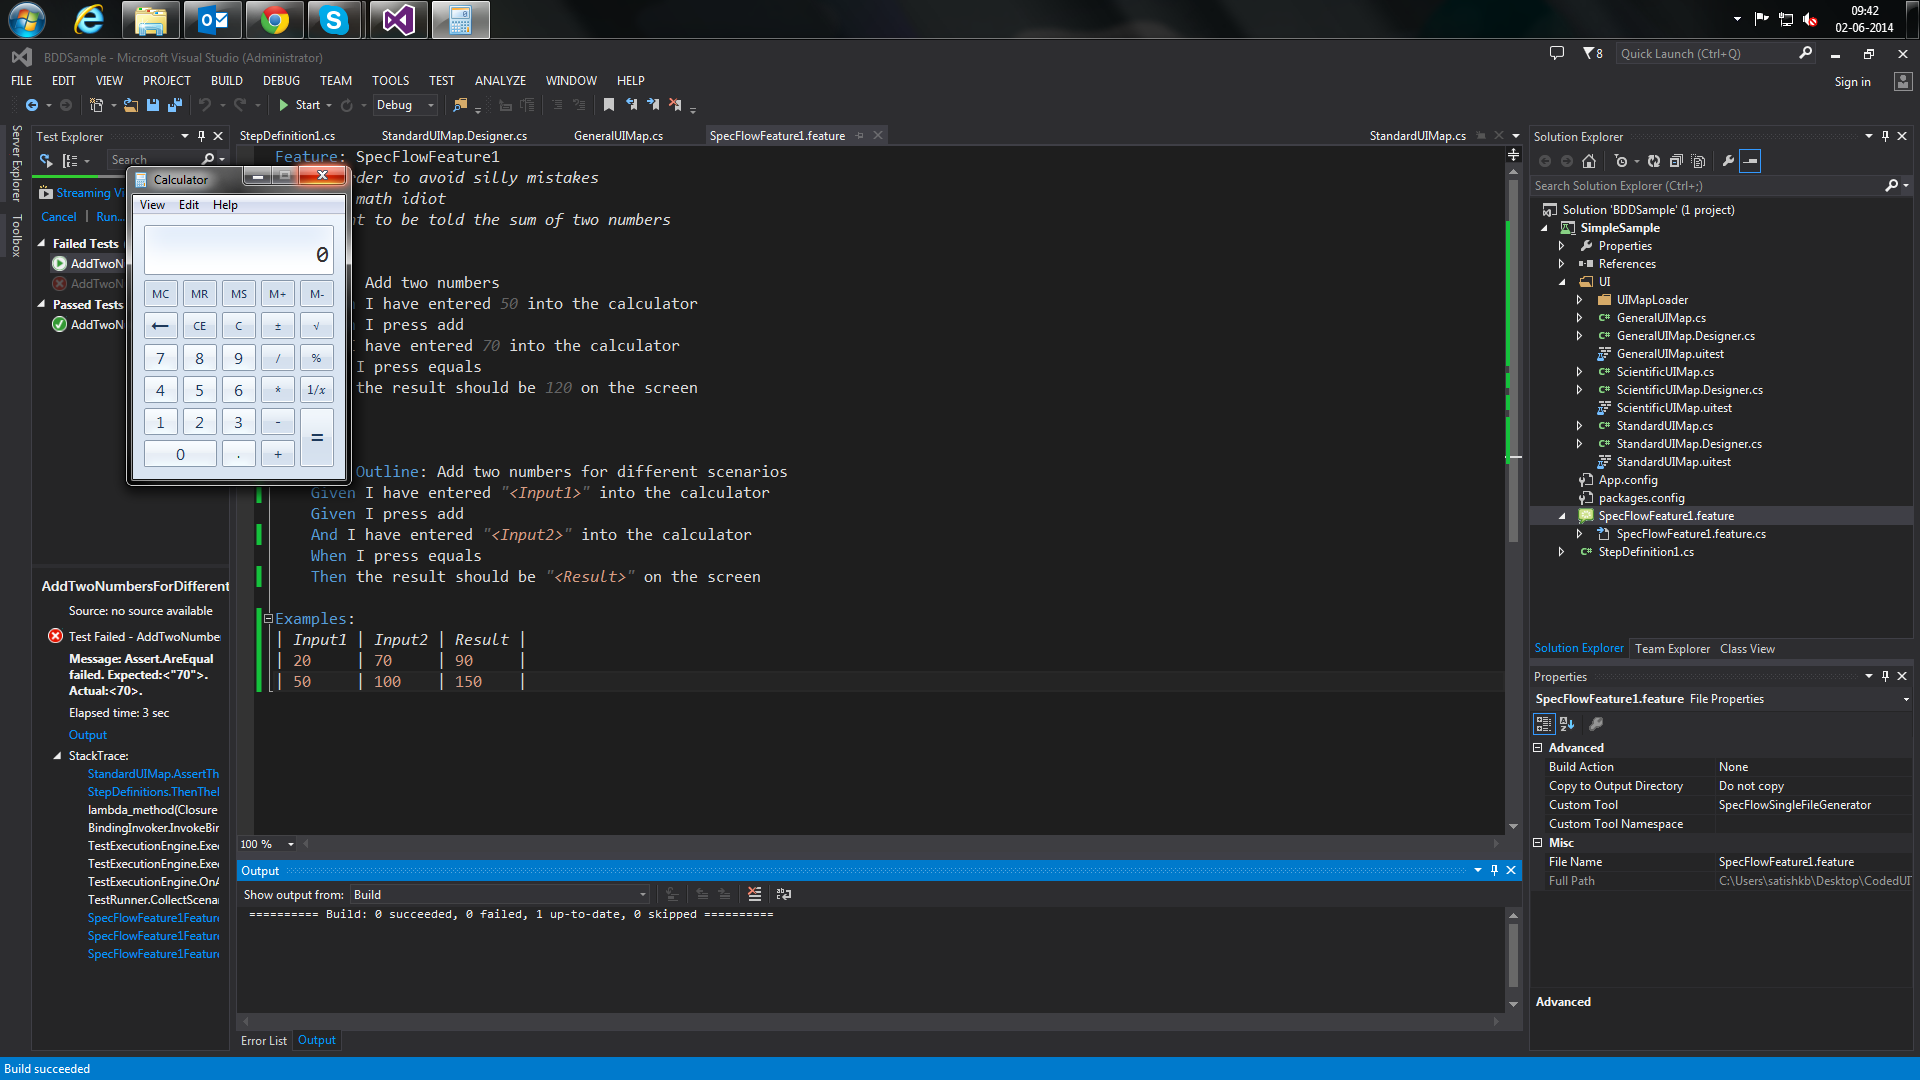 09:42
02-06-2014
BDDSample - Microsoft Visual Studio (Administrator)
8
Quick Launch (Ctrl+Q)
FILE EDIT VIEW PROJECT BUILD DEBUG TEAM TOOLS TEST ANALYZE WINDOW HELP
Sign in
Start
Debug
Server Explorer
Toolbox
Test Explorer
Search
Streaming Vi
Cancel | Run...
Failed Tests
AddTwoN
AddTwoN
Passed Tests
AddTwoN
AddTwoNumbersForDifferent
Source: no source available
Test Failed - AddTwoNumbe
Message: Assert.AreEqual
failed. Expected:<"70">.
Actual:<70>.
Elapsed time: 3 sec
Output
StackTrace:
StandardUIMap.AssertTh
StepDefinitions.ThenTheI
lambda_method(Closure
BindingInvoker.InvokeBir
TestExecutionEngine.Exe
TestExecutionEngine.Exe
TestExecutionEngine.OnA
TestRunner.CollectScena
SpecFlowFeature1Feature
SpecFlowFeature1Feature
SpecFlowFeature1Feature
Calculator
View Edit Help
0
MC MR MS M+ M-
← CE C ± √
7 8 9 / %
4 5 6 * 1/x
1 2 3 - =
0 . +
StepDefinition1.cs StandardUIMap.Designer.cs GeneralUIMap.cs SpecFlowFeature1.feature StandardUIMap.cs
Feature: SpecFlowFeature1
der to avoid silly mistakes
math idiot
t to be told the sum of two numbers
Add two numbers
I have entered 50 into the calculator
I press add
I have entered 70 into the calculator
I press equals
the result should be 120 on the screen
Outline: Add two numbers for different scenarios
Given I have entered "<Input1>" into the calculator
Given I press add
And I have entered "<Input2>" into the calculator
When I press equals
Then the result should be "<Result>" on the screen
Examples:
| Input1 | Input2 | Result |
| 20 | 70 | 90 |
| 50 | 100 | 150 |
100 %
Output
Show output from: Build
========== Build: 0 succeeded, 0 failed, 1 up-to-date, 0 skipped ==========
Error List Output
Solution Explorer
Search Solution Explorer (Ctrl+;)
Solution 'BDDSample' (1 project)
SimpleSample
Properties
References
UI
UIMapLoader
GeneralUIMap.cs
GeneralUIMap.Designer.cs
GeneralUIMap.uitest
ScientificUIMap.cs
ScientificUIMap.Designer.cs
ScientificUIMap.uitest
StandardUIMap.cs
StandardUIMap.Designer.cs
StandardUIMap.uitest
App.config
packages.config
SpecFlowFeature1.feature
SpecFlowFeature1.feature.cs
StepDefinition1.cs
Solution Explorer Team Explorer Class View
Properties
SpecFlowFeature1.feature File Properties
Advanced
Build Action None
Copy to Output Directory Do not copy
Custom Tool SpecFlowSingleFileGenerator
Custom Tool Namespace
Misc
File Name SpecFlowFeature1.feature
Full Path C:\Users\satishkb\Desktop\CodedUI
Advanced
Build succeeded